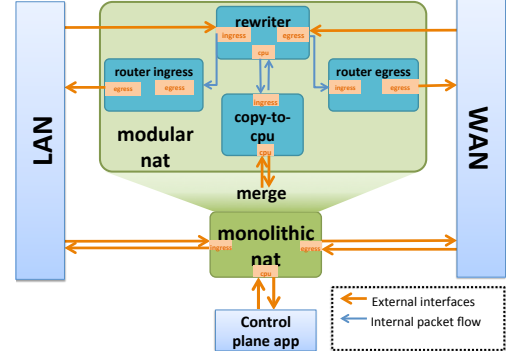 rewriter
ingress
egress
cpu
router ingress
egress
egress
router egress
ingress
egress
ingress
copy-to-
cpu
cpu
modular
nat
merge
LAN
WAN
monolithic
nat
ingress
egress
cpu
Control
plane app
External interfaces
Internal packet flow